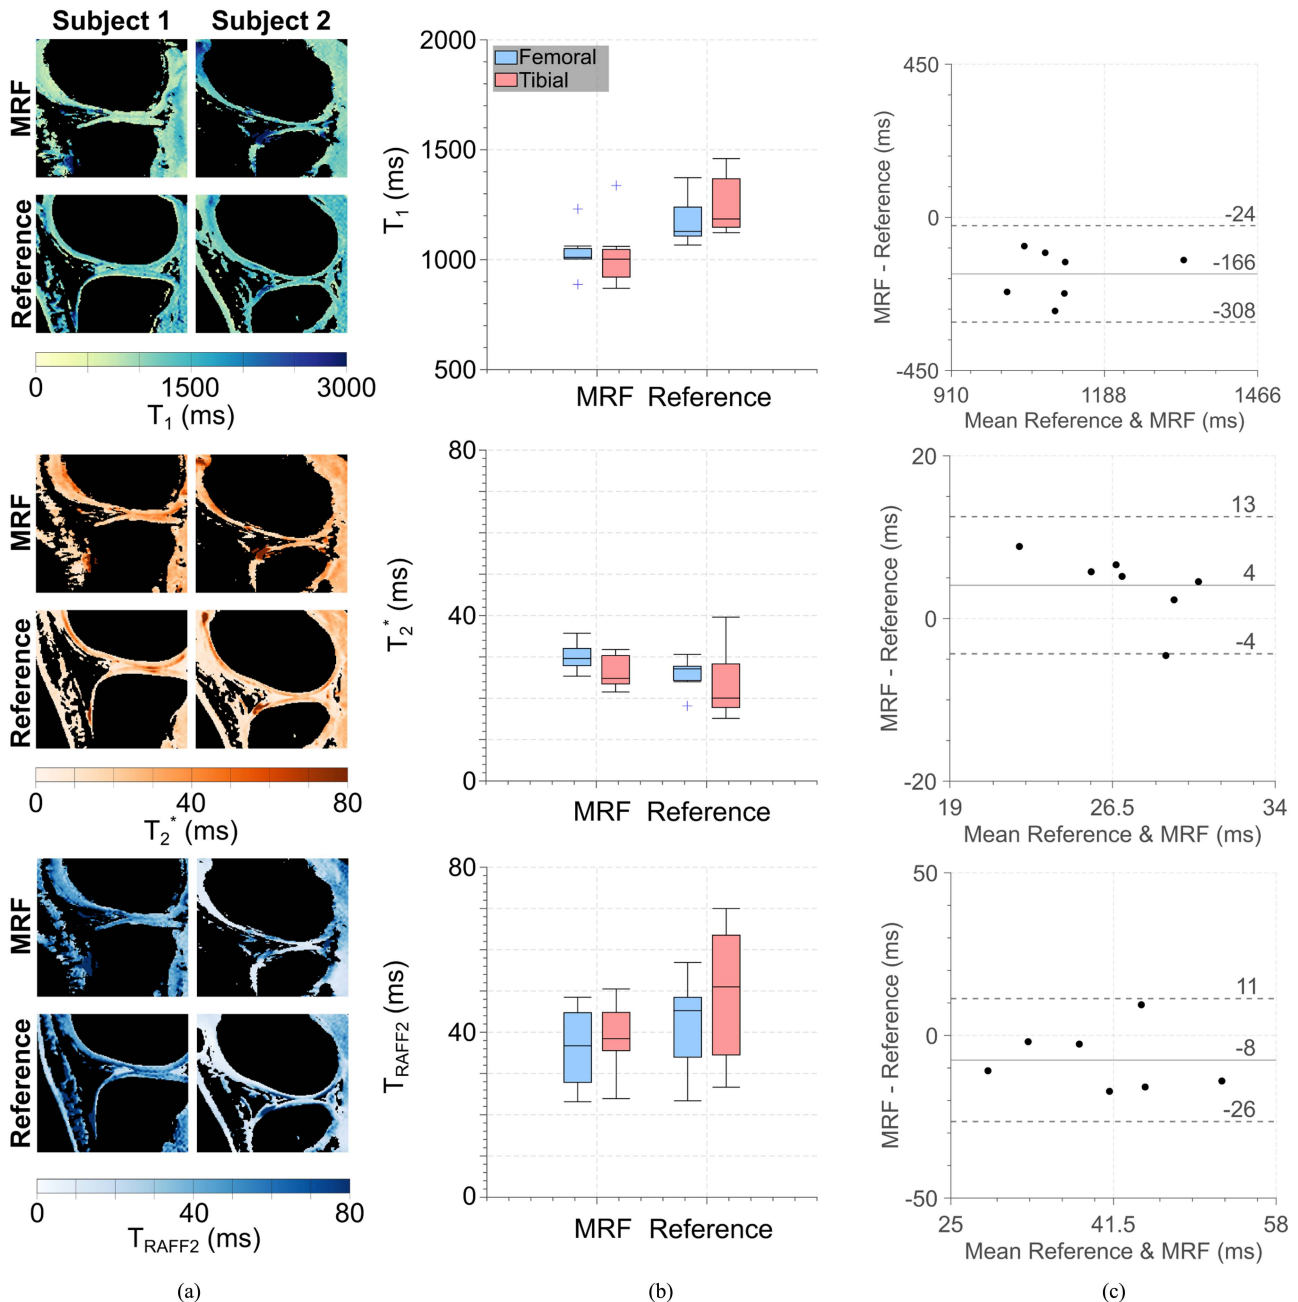 Subject 1 Subject 2
MRF
Reference
0 1500 3000
T1 (ms)
2000
1500
1000
500
T1 (ms)
Femoral
Tibial
MRF Reference
450
0
-450
MRF - Reference (ms)
-24
-166
-308
910 1188 1466
Mean Reference & MRF (ms)
MRF
Reference
0 40 80
T2* (ms)
80
40
0
T2* (ms)
MRF Reference
20
0
-20
MRF - Reference (ms)
13
4
-4
19 26.5 34
Mean Reference & MRF (ms)
MRF
Reference
0 40 80
TRAFF2 (ms)
80
40
0
TRAFF2 (ms)
MRF Reference
50
0
-50
MRF - Reference (ms)
11
-8
-26
25 41.5 58
Mean Reference & MRF (ms)
(a) (b) (c)